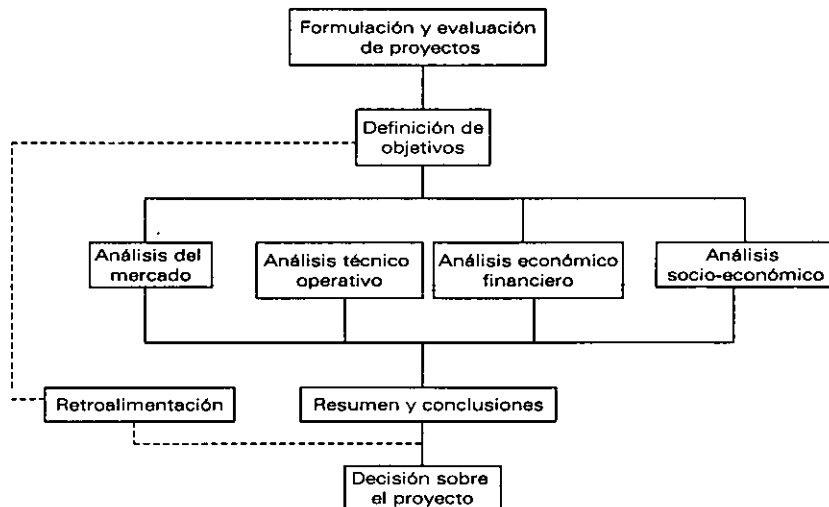 Formulación y evaluación
de proyectos
Definición de
objetivos
Análisis del
mercado
Análisis técnico
operativo
Análisis económico
financiero
Análisis
socio-económico
Retroalimentación
Resumen y conclusiones
Decisión sobre
el proyecto